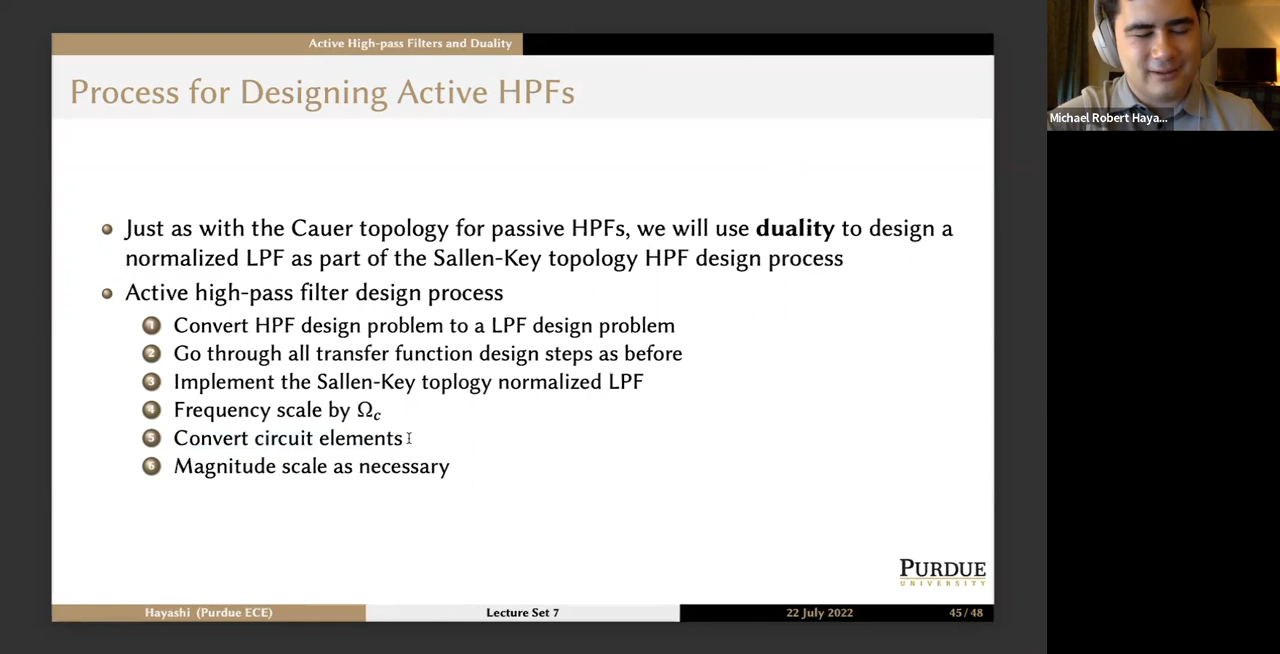 Active High-pass Filters and Duality
Process for Designing Active HPFs
Michael Robert Haya...
Just as with the Cauer topology for passive HPFs, we will use duality to design a
normalized LPF as part of the Sallen-Key topology HPF design process
Active high-pass filter design process
1 Convert HPF design problem to a LPF design problem
2 Go through all transfer function design steps as before
3 Implement the Sallen-Key toplogy normalized LPF
4 Frequency scale by Ωc
5 Convert circuit elements
6 Magnitude scale as necessary
PURDUE
UNIVERSITY
Hayashi (Purdue ECE) Lecture Set 7 22 July 2022 45 / 48